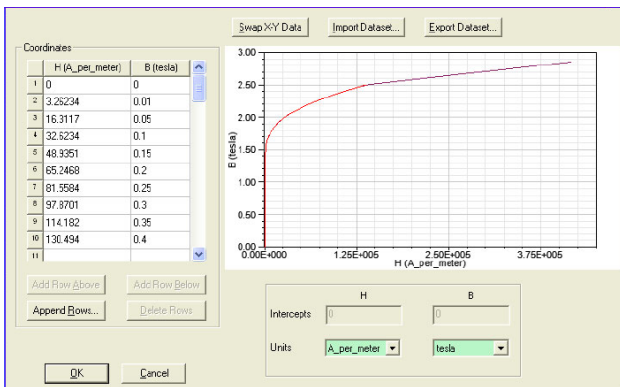 Swap X-Y Data Import Dataset... Export Dataset...
Coordinates
H (A_per_meter) B (tesla)
1 0 0
2 3.26234 0.01
3 16.3117 0.05
4 32.6234 0.1
5 48.9351 0.15
6 65.2468 0.2
7 81.5584 0.25
8 97.8701 0.3
9 114.182 0.35
10 130.494 0.4
11
Add Row Above Add Row Below
Append Rows... Delete Rows
OK Cancel
B (tesla)
3.00
2.50
2.00
1.50
1.00
0.50
0.00
0.00E+000 1.25E+005 2.50E+005 3.75E+005
H (A_per_meter)
H B
Intercepts 0 0
Units A_per_meter tesla